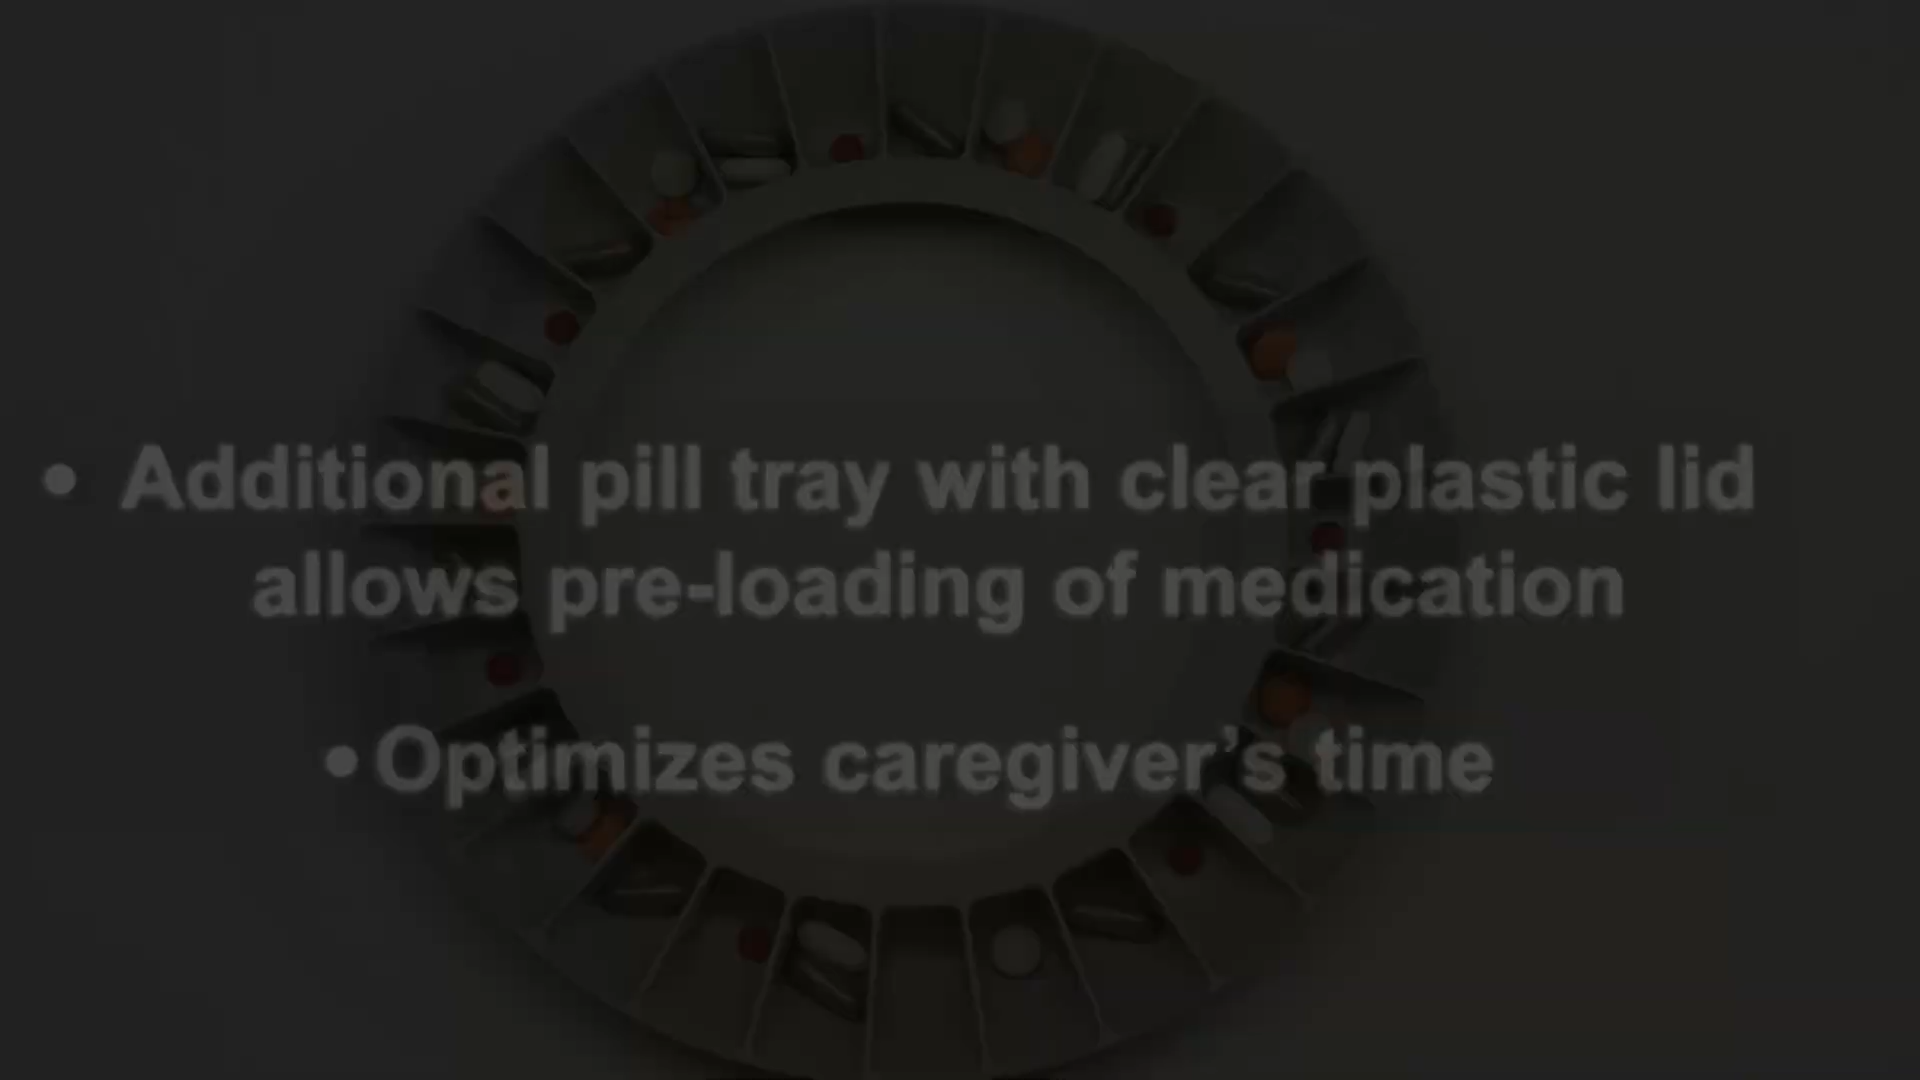 • Additional pill tray with clear plastic lid
allows pre-loading of medication
• Optimizes caregiver’s time